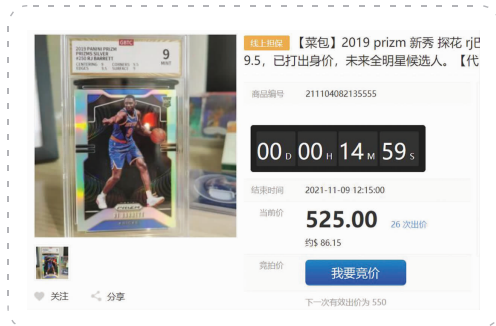 线上担保 【菜包】2019 prizm 新秀 探花 rj巴
9.5，已打出身价，未来全明星候选人。【代
2019 PANINI PRIZM
PRIZMS SILVER
RJ BARRETT
9
MINT
商品编号 211104082135555
00 D 00 H 14 M 59 S
结束时间 2021-11-09 12:15:00
当前价 525.00 26 次出价
约$ 86.15
竞拍价 我要竞价
下一次有效出价为 550
关注 分享